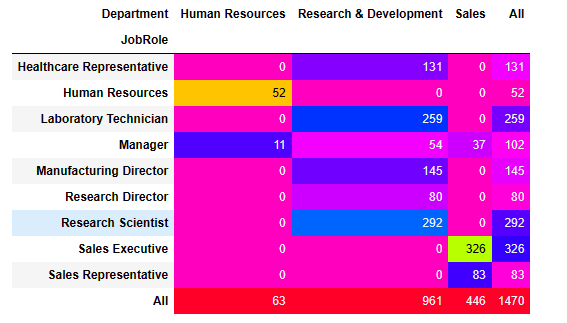 Department Human Resources Research & Development Sales All
JobRole
Healthcare Representative 0 131 0 131
Human Resources 52 0 0 52
Laboratory Technician 0 259 0 259
Manager 11 54 37 102
Manufacturing Director 0 145 0 145
Research Director 0 80 0 80
Research Scientist 0 292 0 292
Sales Executive 0 0 326 326
Sales Representative 0 0 83 83
All 63 961 446 1470